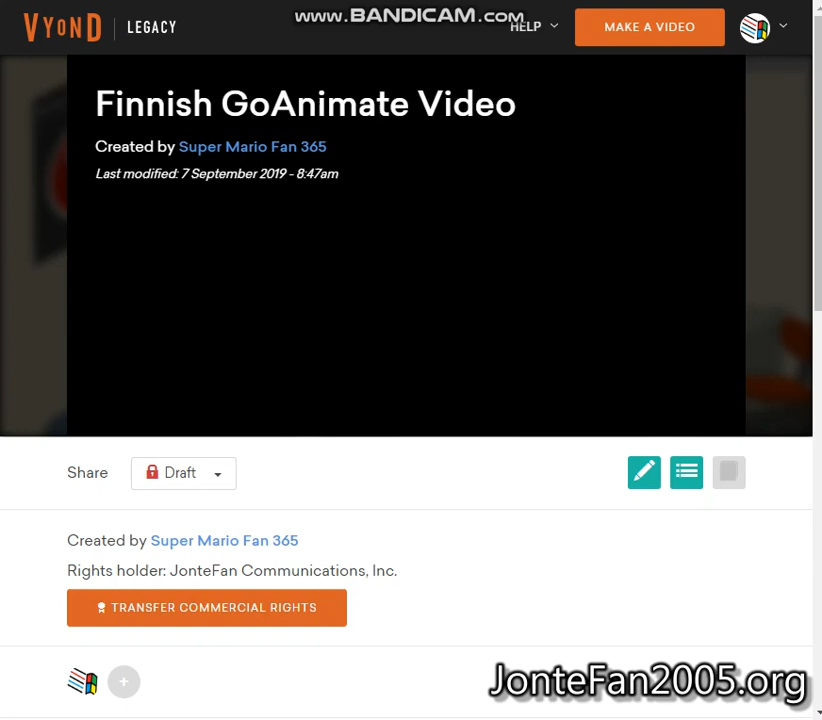 www.BANDICAM.com
VYOND LEGACY HELP MAKE A VIDEO
Finnish GoAnimate Video
Created by Super Mario Fan 365
Last modified: 7 September 2019 - 8:47am
Share Draft
Created by Super Mario Fan 365
Rights holder: JonteFan Communications, Inc.
TRANSFER COMMERCIAL RIGHTS
+
JonteFan2005.org